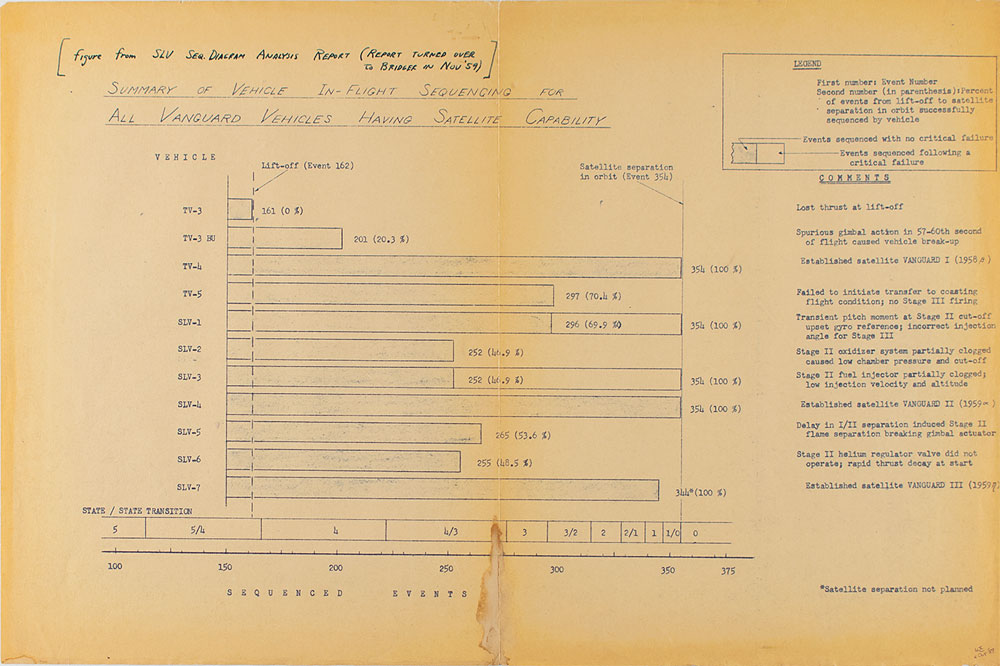 [figure from SLV SEQ. DIAGRAM ANALYSIS REPORT (REPORT TURNED OVER
TO BRIDGER IN NOV '59)]
SUMMARY OF VEHICLE IN-FLIGHT SEQUENCING FOR
ALL VANGUARD VEHICLES HAVING SATELLITE CAPABILITY
LEGEND
First number: Event Number
Second number (in parenthesis): Percent
of events from lift-off to satellite
separation in orbit successfully
sequenced by vehicle
Events sequenced with no critical failure
Events sequenced following a
critical failure
VEHICLE
Lift-off (Event 162)
Satellite separation
in orbit (Event 354)
COMMENTS
TV-3 161 (0 %) Lost thrust at lift-off
TV-3 BU 201 (20.3 %) Spurious gimbal action in 57-60th second
of flight caused vehicle break-up
TV-4 354 (100 %) Established satellite VANGUARD I (1958
TV-5 297 (70.4 %) Failed to initiate transfer to coasting
flight condition; no Stage III firing
SLV-1 296 (69.9 %) 354 (100 %) Transient pitch moment at Stage II cut-off
upset gyro reference; incorrect injection
angle for Stage III
SLV-2 252 (46.9 %) Stage II oxidizer system partially clogged
caused low chamber pressure and cut-off
SLV-3 252 (46.9 %) 354 (100 %) Stage II fuel injector partially clogged;
low injection velocity and altitude
SLV-4 354 (100 %) Established satellite VANGUARD II (1959
SLV-5 265 (53.6 %) Delay in I/II separation induced Stage II
flame separation breaking gimbal actuator
SLV-6 255 (48.5 %) Stage II helium regulator valve did not
operate; rapid thrust decay at start
SLV-7 344*(100 %) Established satellite VANGUARD III (1959
STATE / STATE TRANSITION
5 5/4 4 4/3 3 3/2 2 2/1 1 1/0 0
100 150 200 250 300 350 375
SEQUENCED EVENTS
*Satellite separation not planned